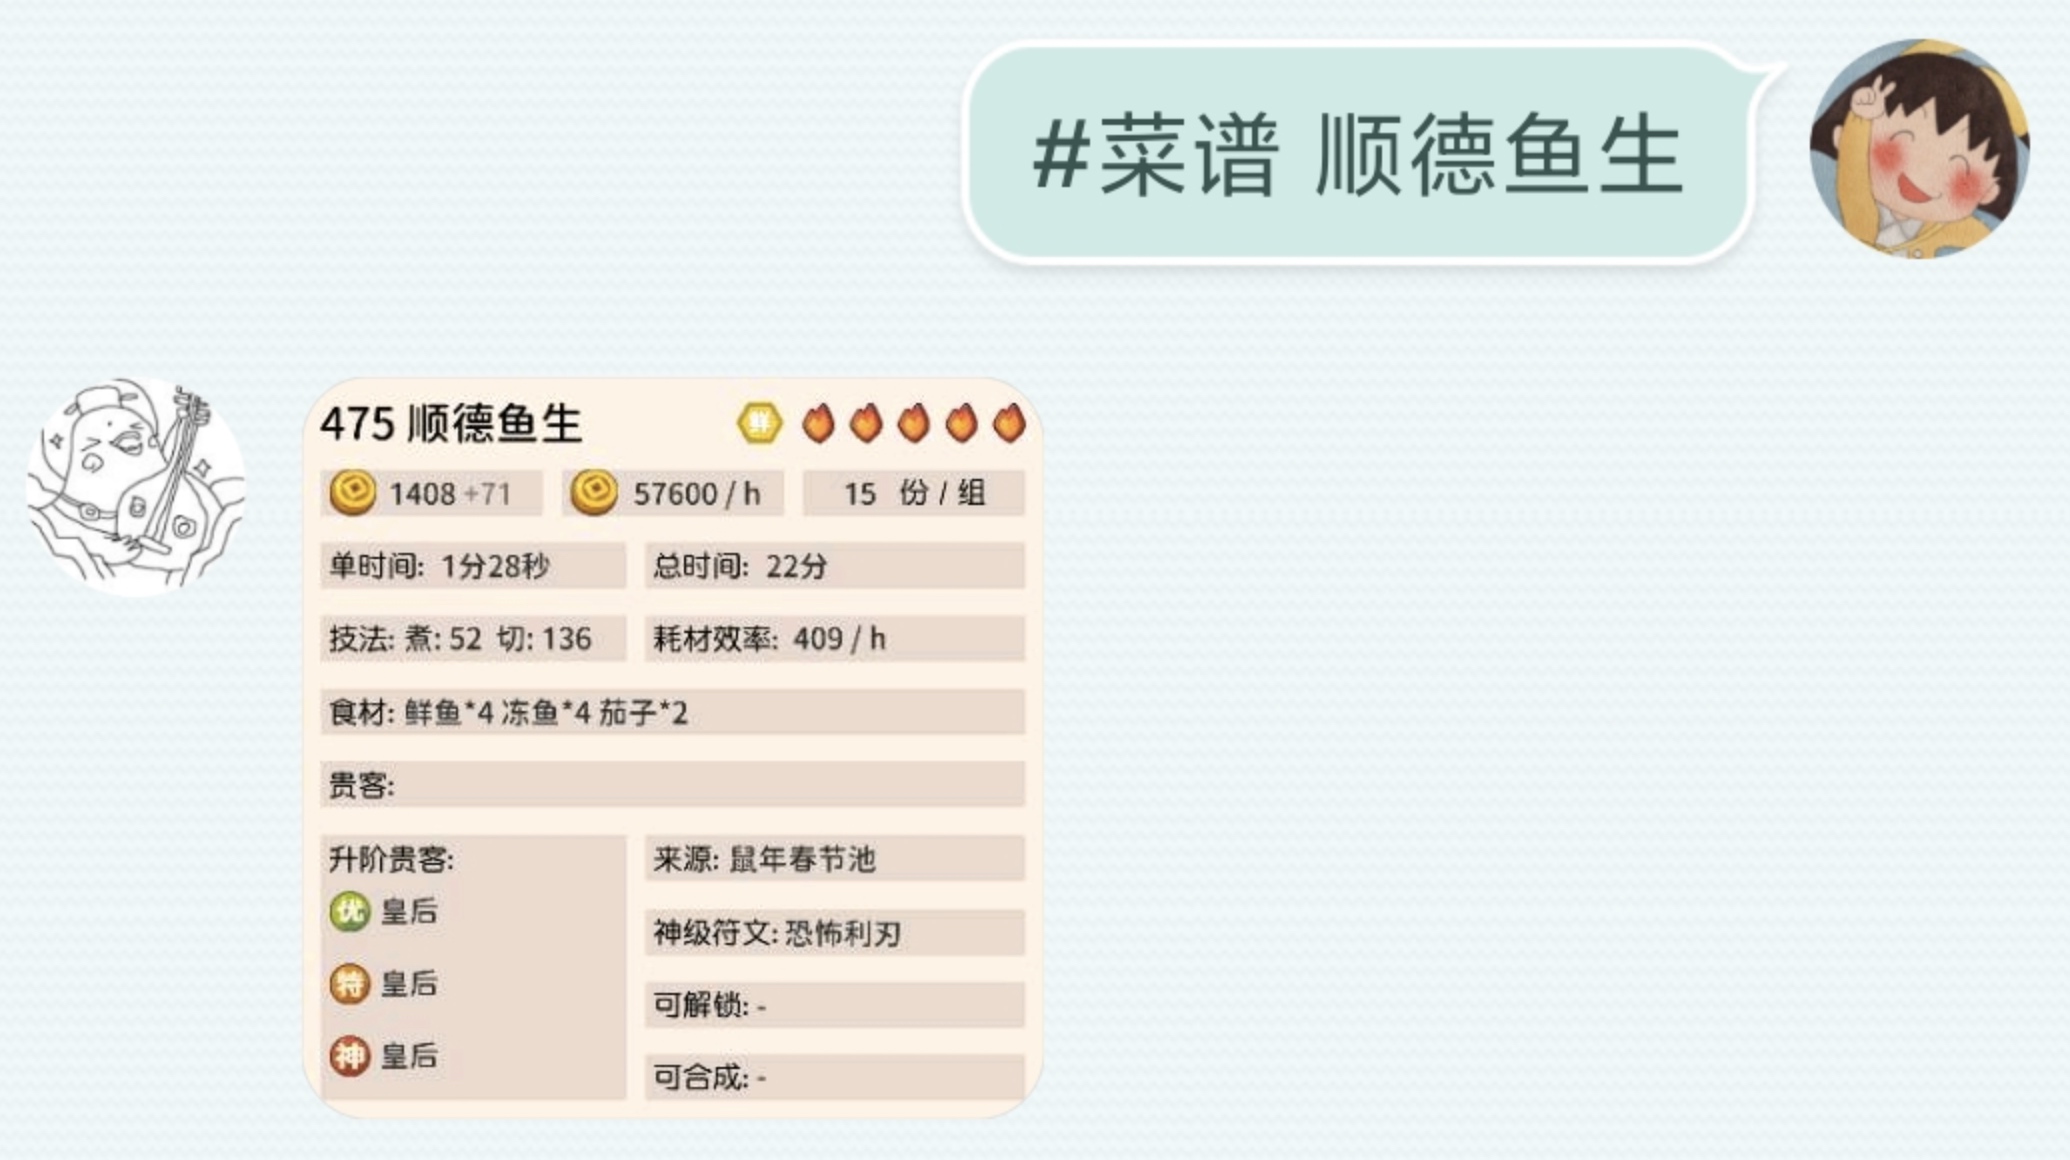 #菜谱 顺德鱼生
475 顺德鱼生 鲜
1408 +71 57600 / h 15 份 / 组
单时间: 1分28秒 总时间: 22分
技法: 煮: 52 切: 136 耗材效率: 409 / h
食材: 鲜鱼*4 冻鱼*4 茄子*2
贵客:
升阶贵客:
优 皇后
特 皇后
神 皇后
来源: 鼠年春节池
神级符文: 恐怖利刃
可解锁: -
可合成: -